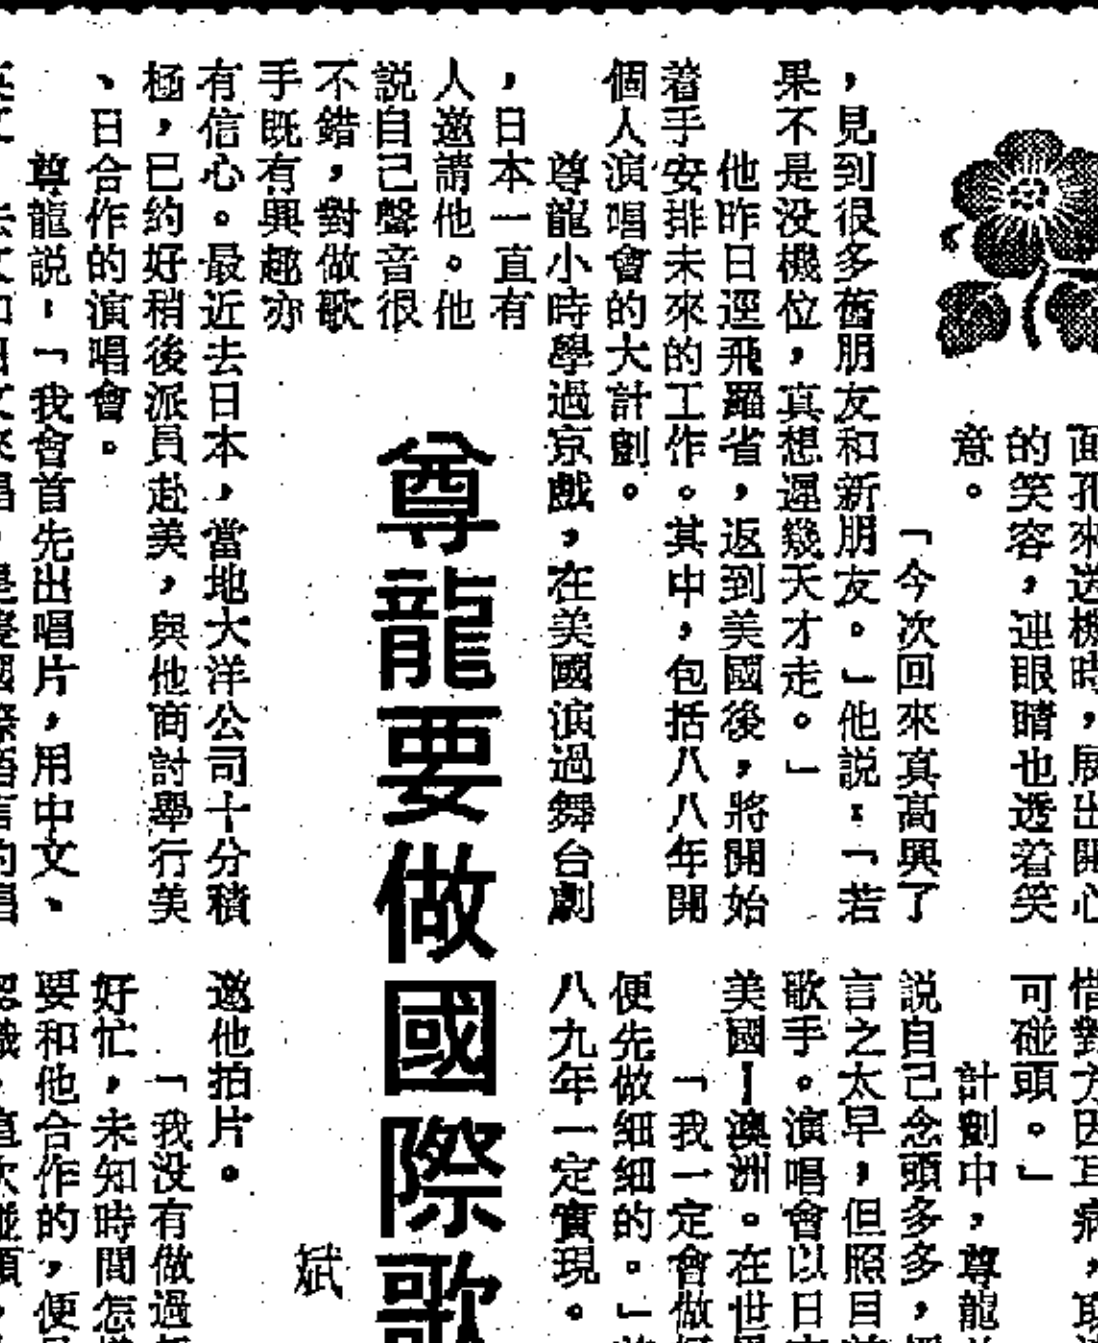 面孔來送機時，展出開心
的笑容，連眼睛也透着笑
意。
「今次回來真高興了
，見到很多舊朋友和新朋友。」他說：「若
果不是没機位，真想遲幾天才走。」
他昨日逕飛羅省，返到美國後，將開始
着手安排未來的工作。其中，包括八八年開
個人演唱會的大計劃。
尊龍小時學過京戲，在美國演過舞台劇
，日本一直有
人邀請他。他
說自己聲音很
不錯，對做歌
手既有興趣亦
有信心。最近去日本，當地大洋公司十分積
極，已約好稍後派員赴美，與他商討舉行美
、日合作的演唱會。
尊龍説：「我會首先出唱片，用中文、
尊龍要做國際歌
斌
惜對方因耳病，
可碰頭。」
計劃中，尊龍
說自己念頭多多，
言之太早，但照目
歌手。演唱會以日
美國—澳洲。在世
「我一定會做
便先做細細的。」
八九年一定實現。
邀他拍片。
「我没有做過
好忙，未知時間怎
要和他合作的，便